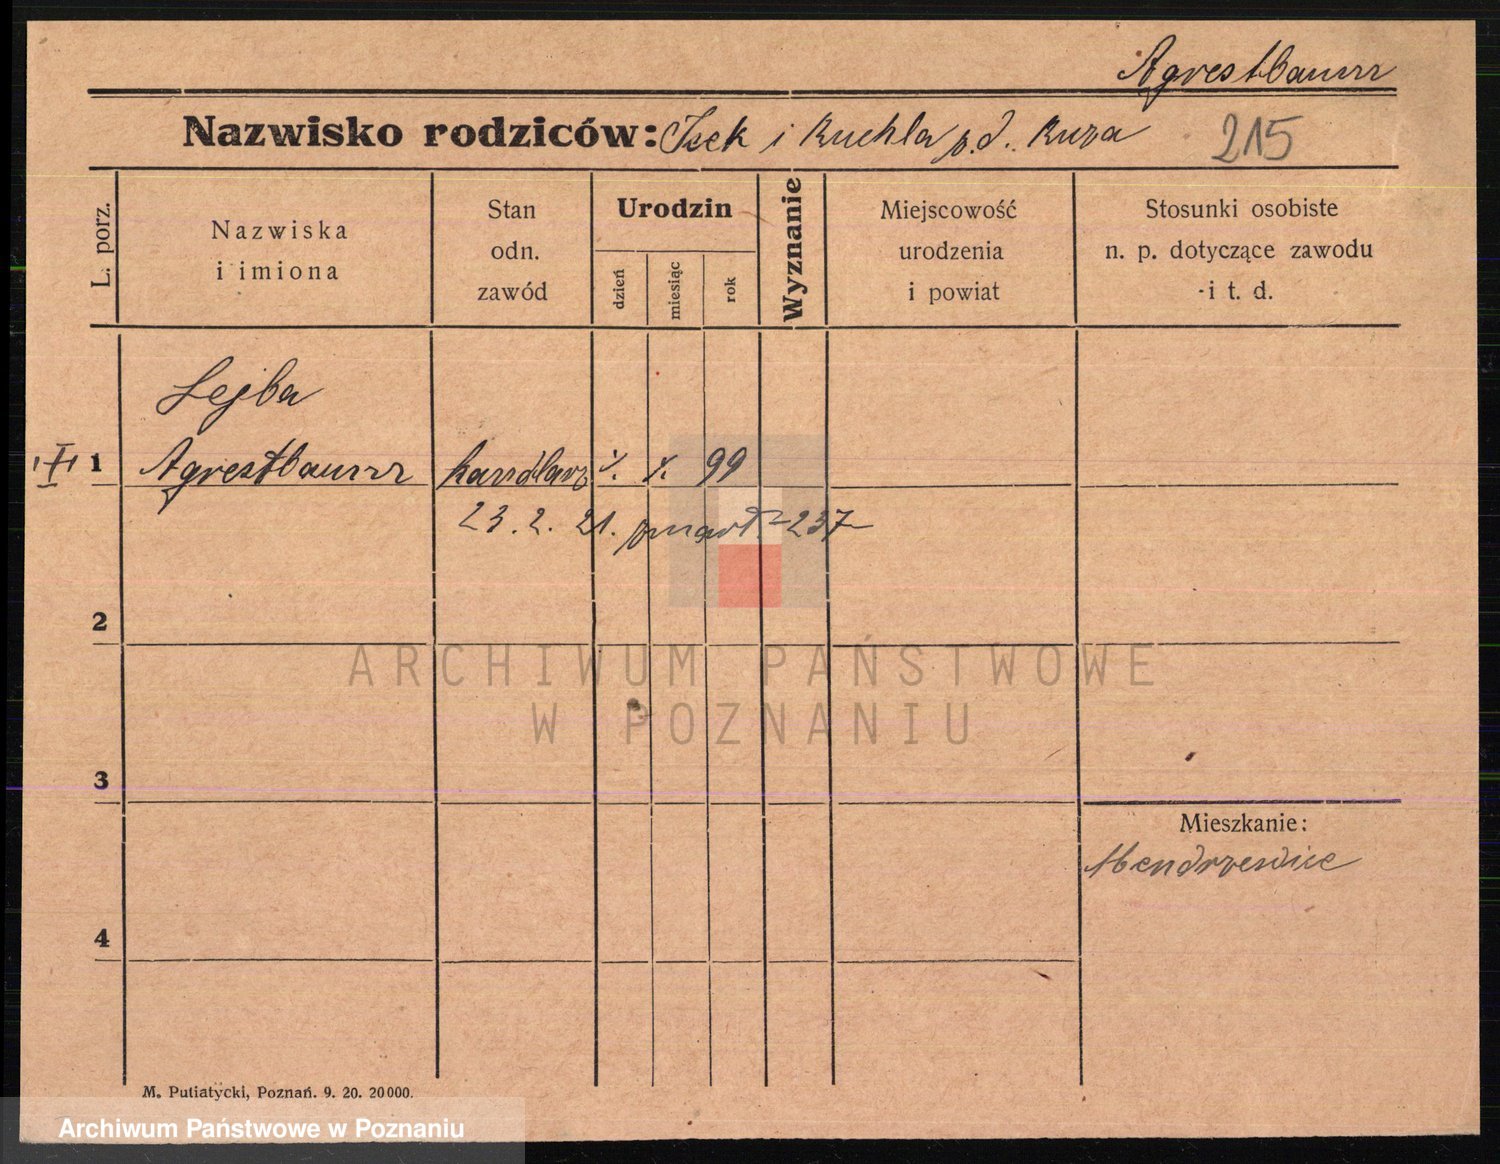 Agrestbaum
Nazwisko rodziców: Icek i Ruchla p. d. Ruza 215
L. porz.
Nazwiska
i imiona
Stan
odn.
zawód
Urodzin
dzień
miesiąc
rok
Wyznanie
Miejscowość
urodzenia
i powiat
Stosunki osobiste
n. p. dotyczące zawodu
i t. d.
Lejba
1 Agrestbaum handlarz 99
23. 2. 21. 237
2
3
4
Mieszkanie:
M. Putiatycki, Poznań. 9. 20. 20000.
ARCHIWUM PAŃSTWOWE
W POZNANIU
Archiwum Państwowe w Poznaniu